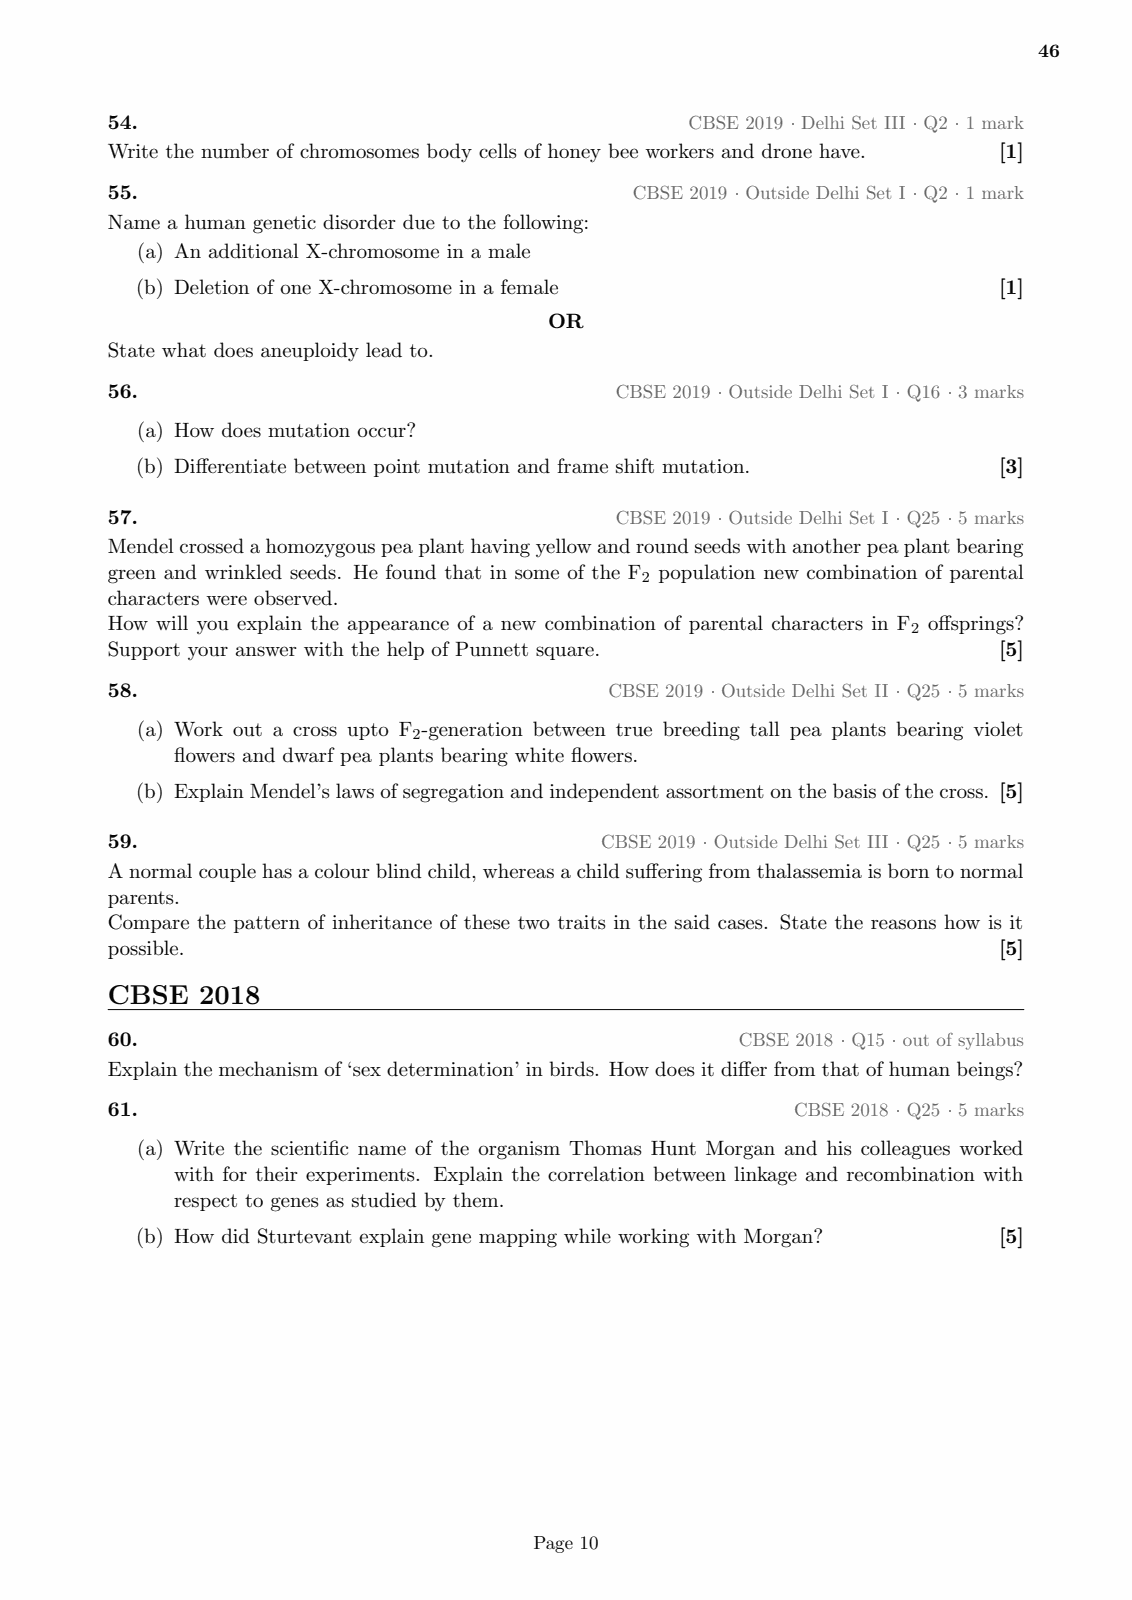 46
54. CBSE 2019 · Delhi Set III · Q2 · 1 mark
Write the number of chromosomes body cells of honey bee workers and drone have. [1]
55. CBSE 2019 · Outside Delhi Set I · Q2 · 1 mark
Name a human genetic disorder due to the following:
(a) An additional X-chromosome in a male
(b) Deletion of one X-chromosome in a female [1]
OR
State what does aneuploidy lead to.
56. CBSE 2019 · Outside Delhi Set I · Q16 · 3 marks
(a) How does mutation occur?
(b) Differentiate between point mutation and frame shift mutation. [3]
57. CBSE 2019 · Outside Delhi Set I · Q25 · 5 marks
Mendel crossed a homozygous pea plant having yellow and round seeds with another pea plant bearing
green and wrinkled seeds. He found that in some of the F₂ population new combination of parental
characters were observed.
How will you explain the appearance of a new combination of parental characters in F₂ offsprings?
Support your answer with the help of Punnett square. [5]
58. CBSE 2019 · Outside Delhi Set II · Q25 · 5 marks
(a) Work out a cross upto F₂-generation between true breeding tall pea plants bearing violet
flowers and dwarf pea plants bearing white flowers.
(b) Explain Mendel's laws of segregation and independent assortment on the basis of the cross. [5]
59. CBSE 2019 · Outside Delhi Set III · Q25 · 5 marks
A normal couple has a colour blind child, whereas a child suffering from thalassemia is born to normal
parents.
Compare the pattern of inheritance of these two traits in the said cases. State the reasons how is it
possible. [5]
CBSE 2018
60. CBSE 2018 · Q15 · out of syllabus
Explain the mechanism of ‘sex determination’ in birds. How does it differ from that of human beings?
61. CBSE 2018 · Q25 · 5 marks
(a) Write the scientific name of the organism Thomas Hunt Morgan and his colleagues worked
with for their experiments. Explain the correlation between linkage and recombination with
respect to genes as studied by them.
(b) How did Sturtevant explain gene mapping while working with Morgan? [5]
Page 10